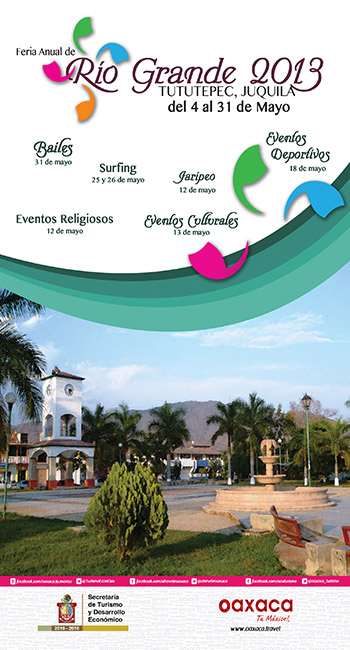 Feria Anual de
Río Grande 2013
TUTUTEPEC, JUQUILA
del 4 al 31 de Mayo
Bailes
31 de mayo
Surfing
25 y 26 de mayo
Jaripeo
12 de mayo
Eventos
Deportivos
18 de mayo
Eventos Religiosos
12 de mayo
Eventos Culturales
13 de mayo
Secretaría
de Turismo
y Desarrollo
Económico
oaxaca
Tu México!
www.oaxaca.travel